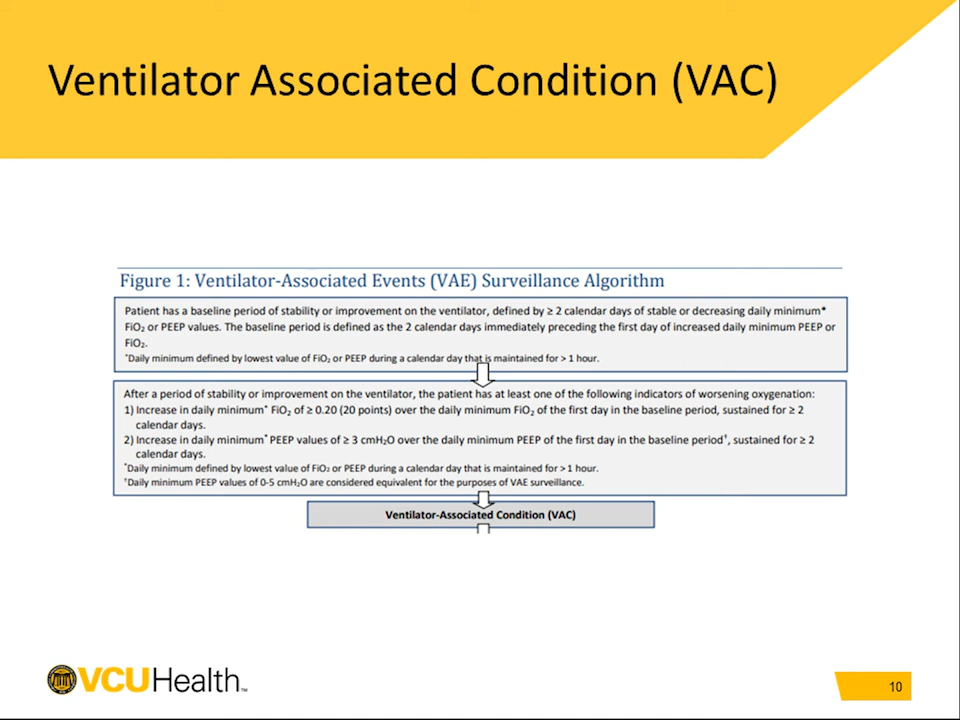 Ventilator Associated Condition (VAC)
Figure 1: Ventilator-Associated Events (VAE) Surveillance Algorithm
Patient has a baseline period of stability or improvement on the ventilator, defined by ≥ 2 calendar days of stable or decreasing daily minimum*
FiO₂ or PEEP values. The baseline period is defined as the 2 calendar days immediately preceding the first day of increased daily minimum PEEP or
FiO₂.
*Daily minimum defined by lowest value of FiO₂ or PEEP during a calendar day that is maintained for > 1 hour.
After a period of stability or improvement on the ventilator, the patient has at least one of the following indicators of worsening oxygenation:
1) Increase in daily minimum* FiO₂ of ≥ 0.20 (20 points) over the daily minimum FiO₂ of the first day in the baseline period, sustained for ≥ 2
calendar days.
2) Increase in daily minimum* PEEP values of ≥ 3 cmH₂O over the daily minimum PEEP of the first day in the baseline period†, sustained for ≥ 2
calendar days.
*Daily minimum defined by lowest value of FiO₂ or PEEP during a calendar day that is maintained for > 1 hour.
†Daily minimum PEEP values of 0-5 cmH₂O are considered equivalent for the purposes of VAE surveillance.
Ventilator-Associated Condition (VAC)
VCUHealth™
10